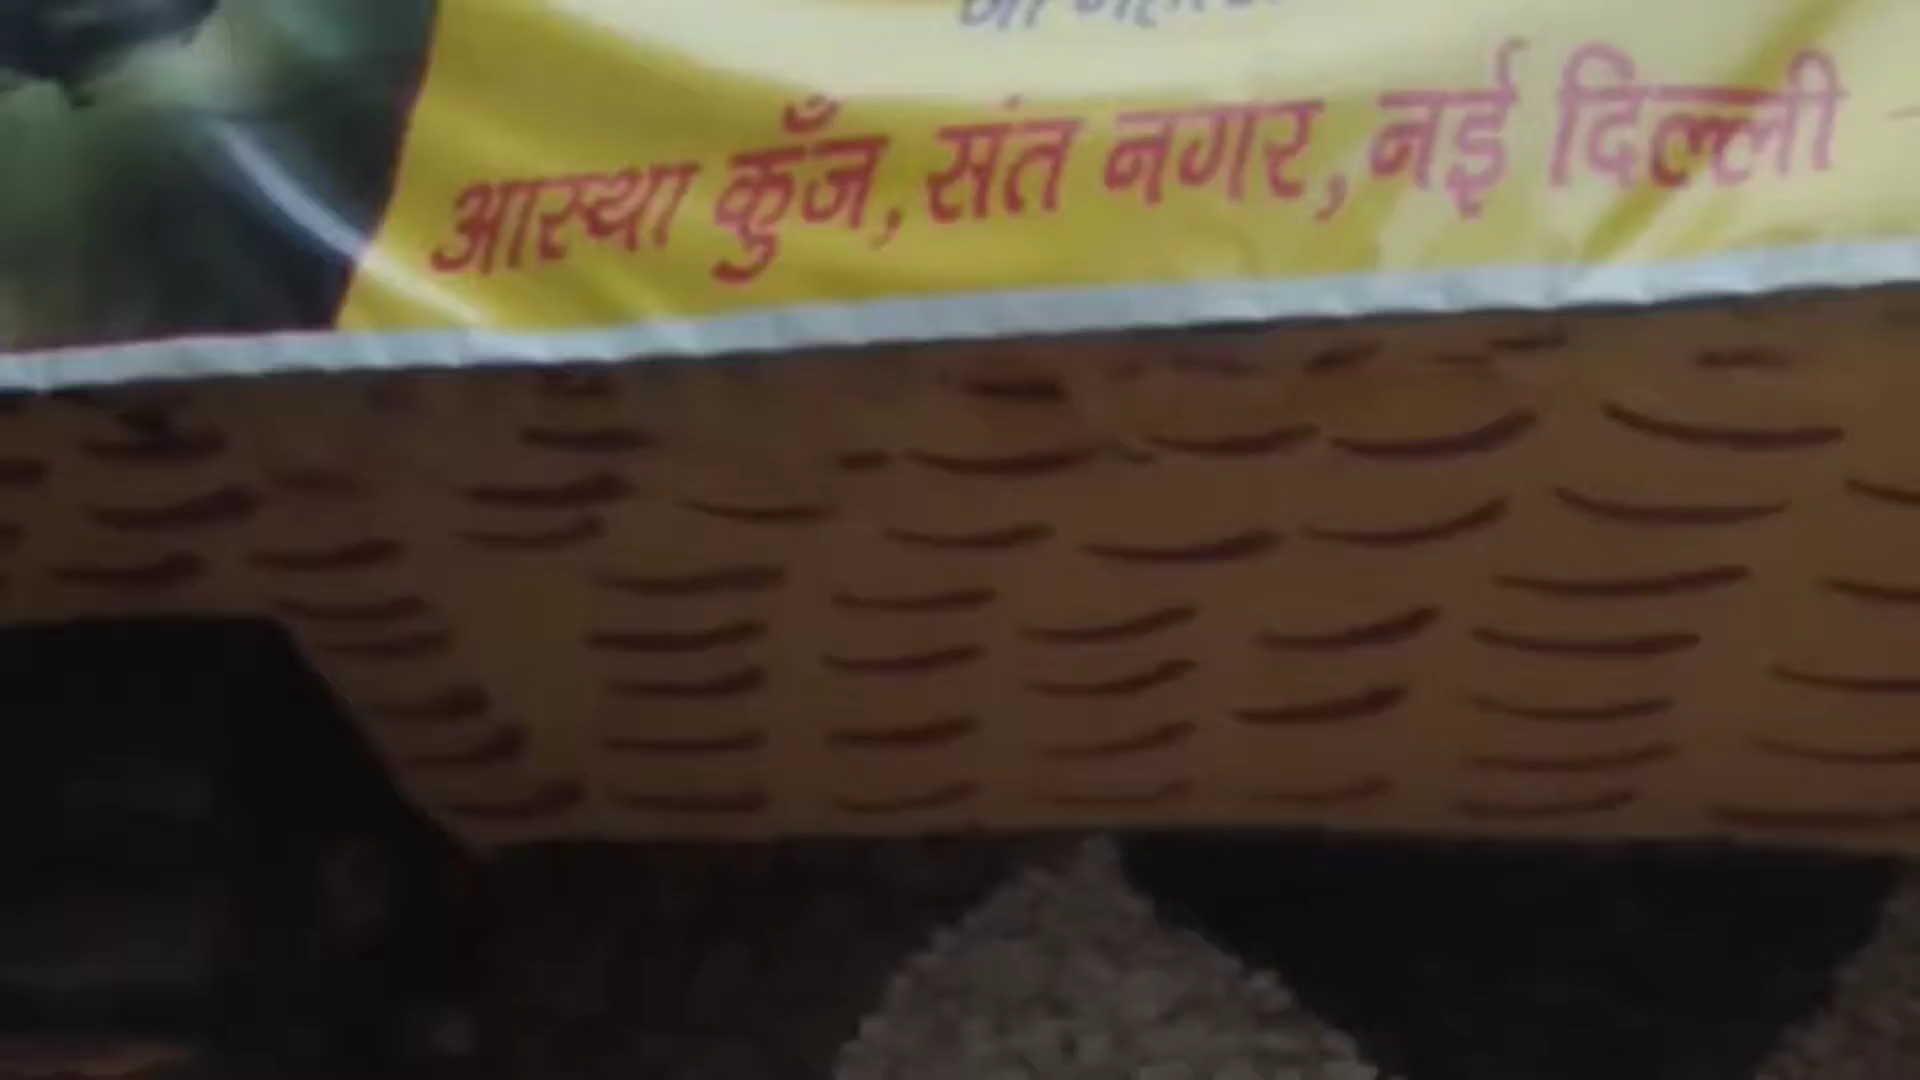 आस्था कुँज, संत नगर, नई दिल्ली